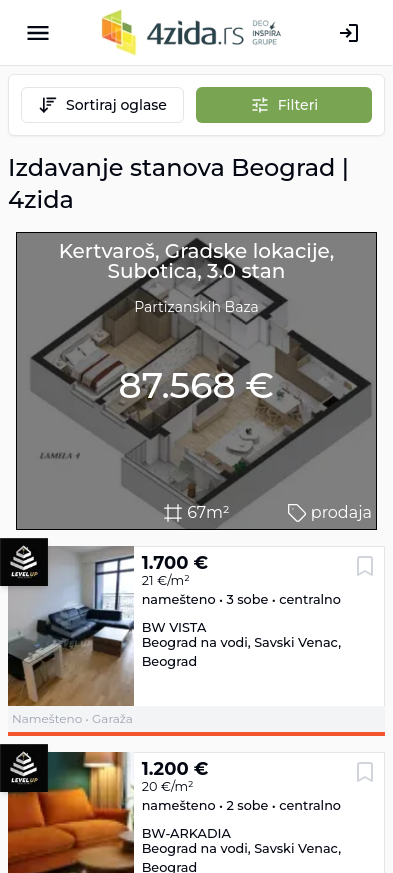 4zida.rs DEO INSPIRA GRUPE
Sortiraj oglase
Filteri
Izdavanje stanova Beograd |
4zida
Kertvaroš, Gradske lokacije,
Subotica, 3.0 stan
Partizanskih Baza
87.568 €
LAMELA 4
67m²
prodaja
LEVEL UP
1.700 €
21 €/m²
namešteno • 3 sobe • centralno
BW VISTA
Beograd na vodi, Savski Venac,
Beograd
Namešteno • Garaža
LEVEL UP
1.200 €
20 €/m²
namešteno • 2 sobe • centralno
BW-ARKADIA
Beograd na vodi, Savski Venac,
Beograd